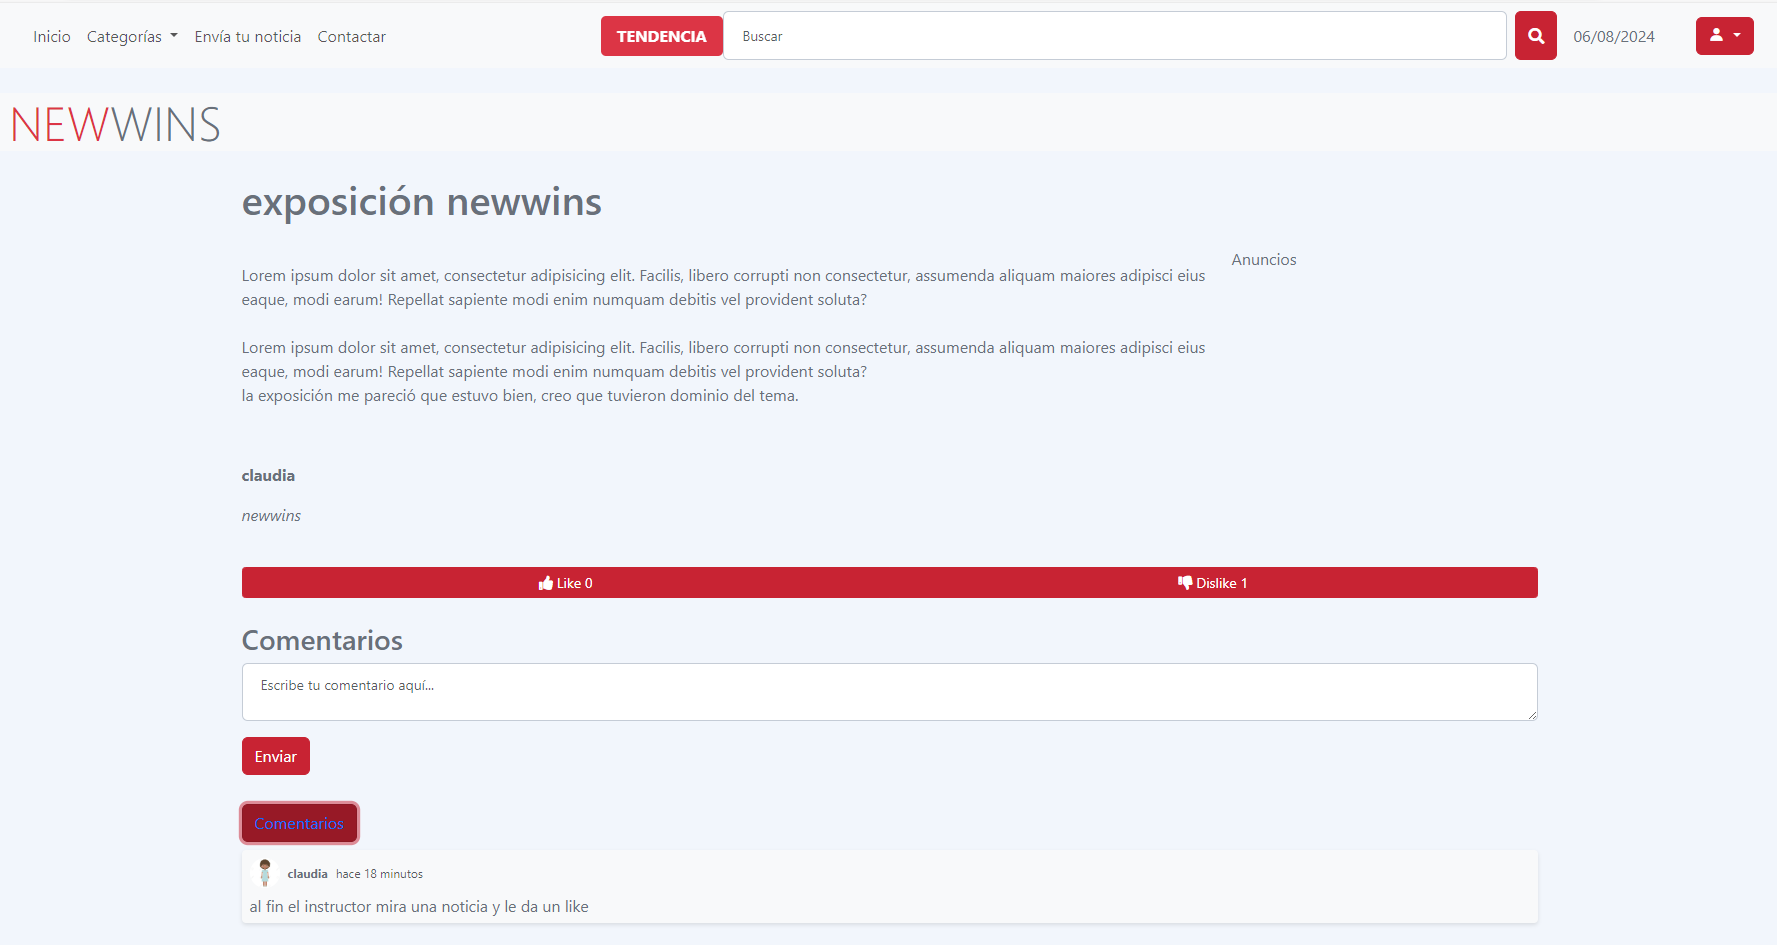 Inicio Categorías Envía tu noticia Contactar TENDENCIA Buscar 06/08/2024
NEWWINS
exposición newwins
Lorem ipsum dolor sit amet, consectetur adipisicing elit. Facilis, libero corrupti non consectetur, assumenda aliquam maiores adipisci eius
eaque, modi earum! Repellat sapiente modi enim numquam debitis vel provident soluta?
Anuncios
Lorem ipsum dolor sit amet, consectetur adipisicing elit. Facilis, libero corrupti non consectetur, assumenda aliquam maiores adipisci eius
eaque, modi earum! Repellat sapiente modi enim numquam debitis vel provident soluta?
la exposición me pareció que estuvo bien, creo que tuvieron dominio del tema.
claudia
newwins
Like 0 Dislike 1
Comentarios
Escribe tu comentario aquí...
Enviar
Comentarios
claudia hace 18 minutos
al fin el instructor mira una noticia y le da un like